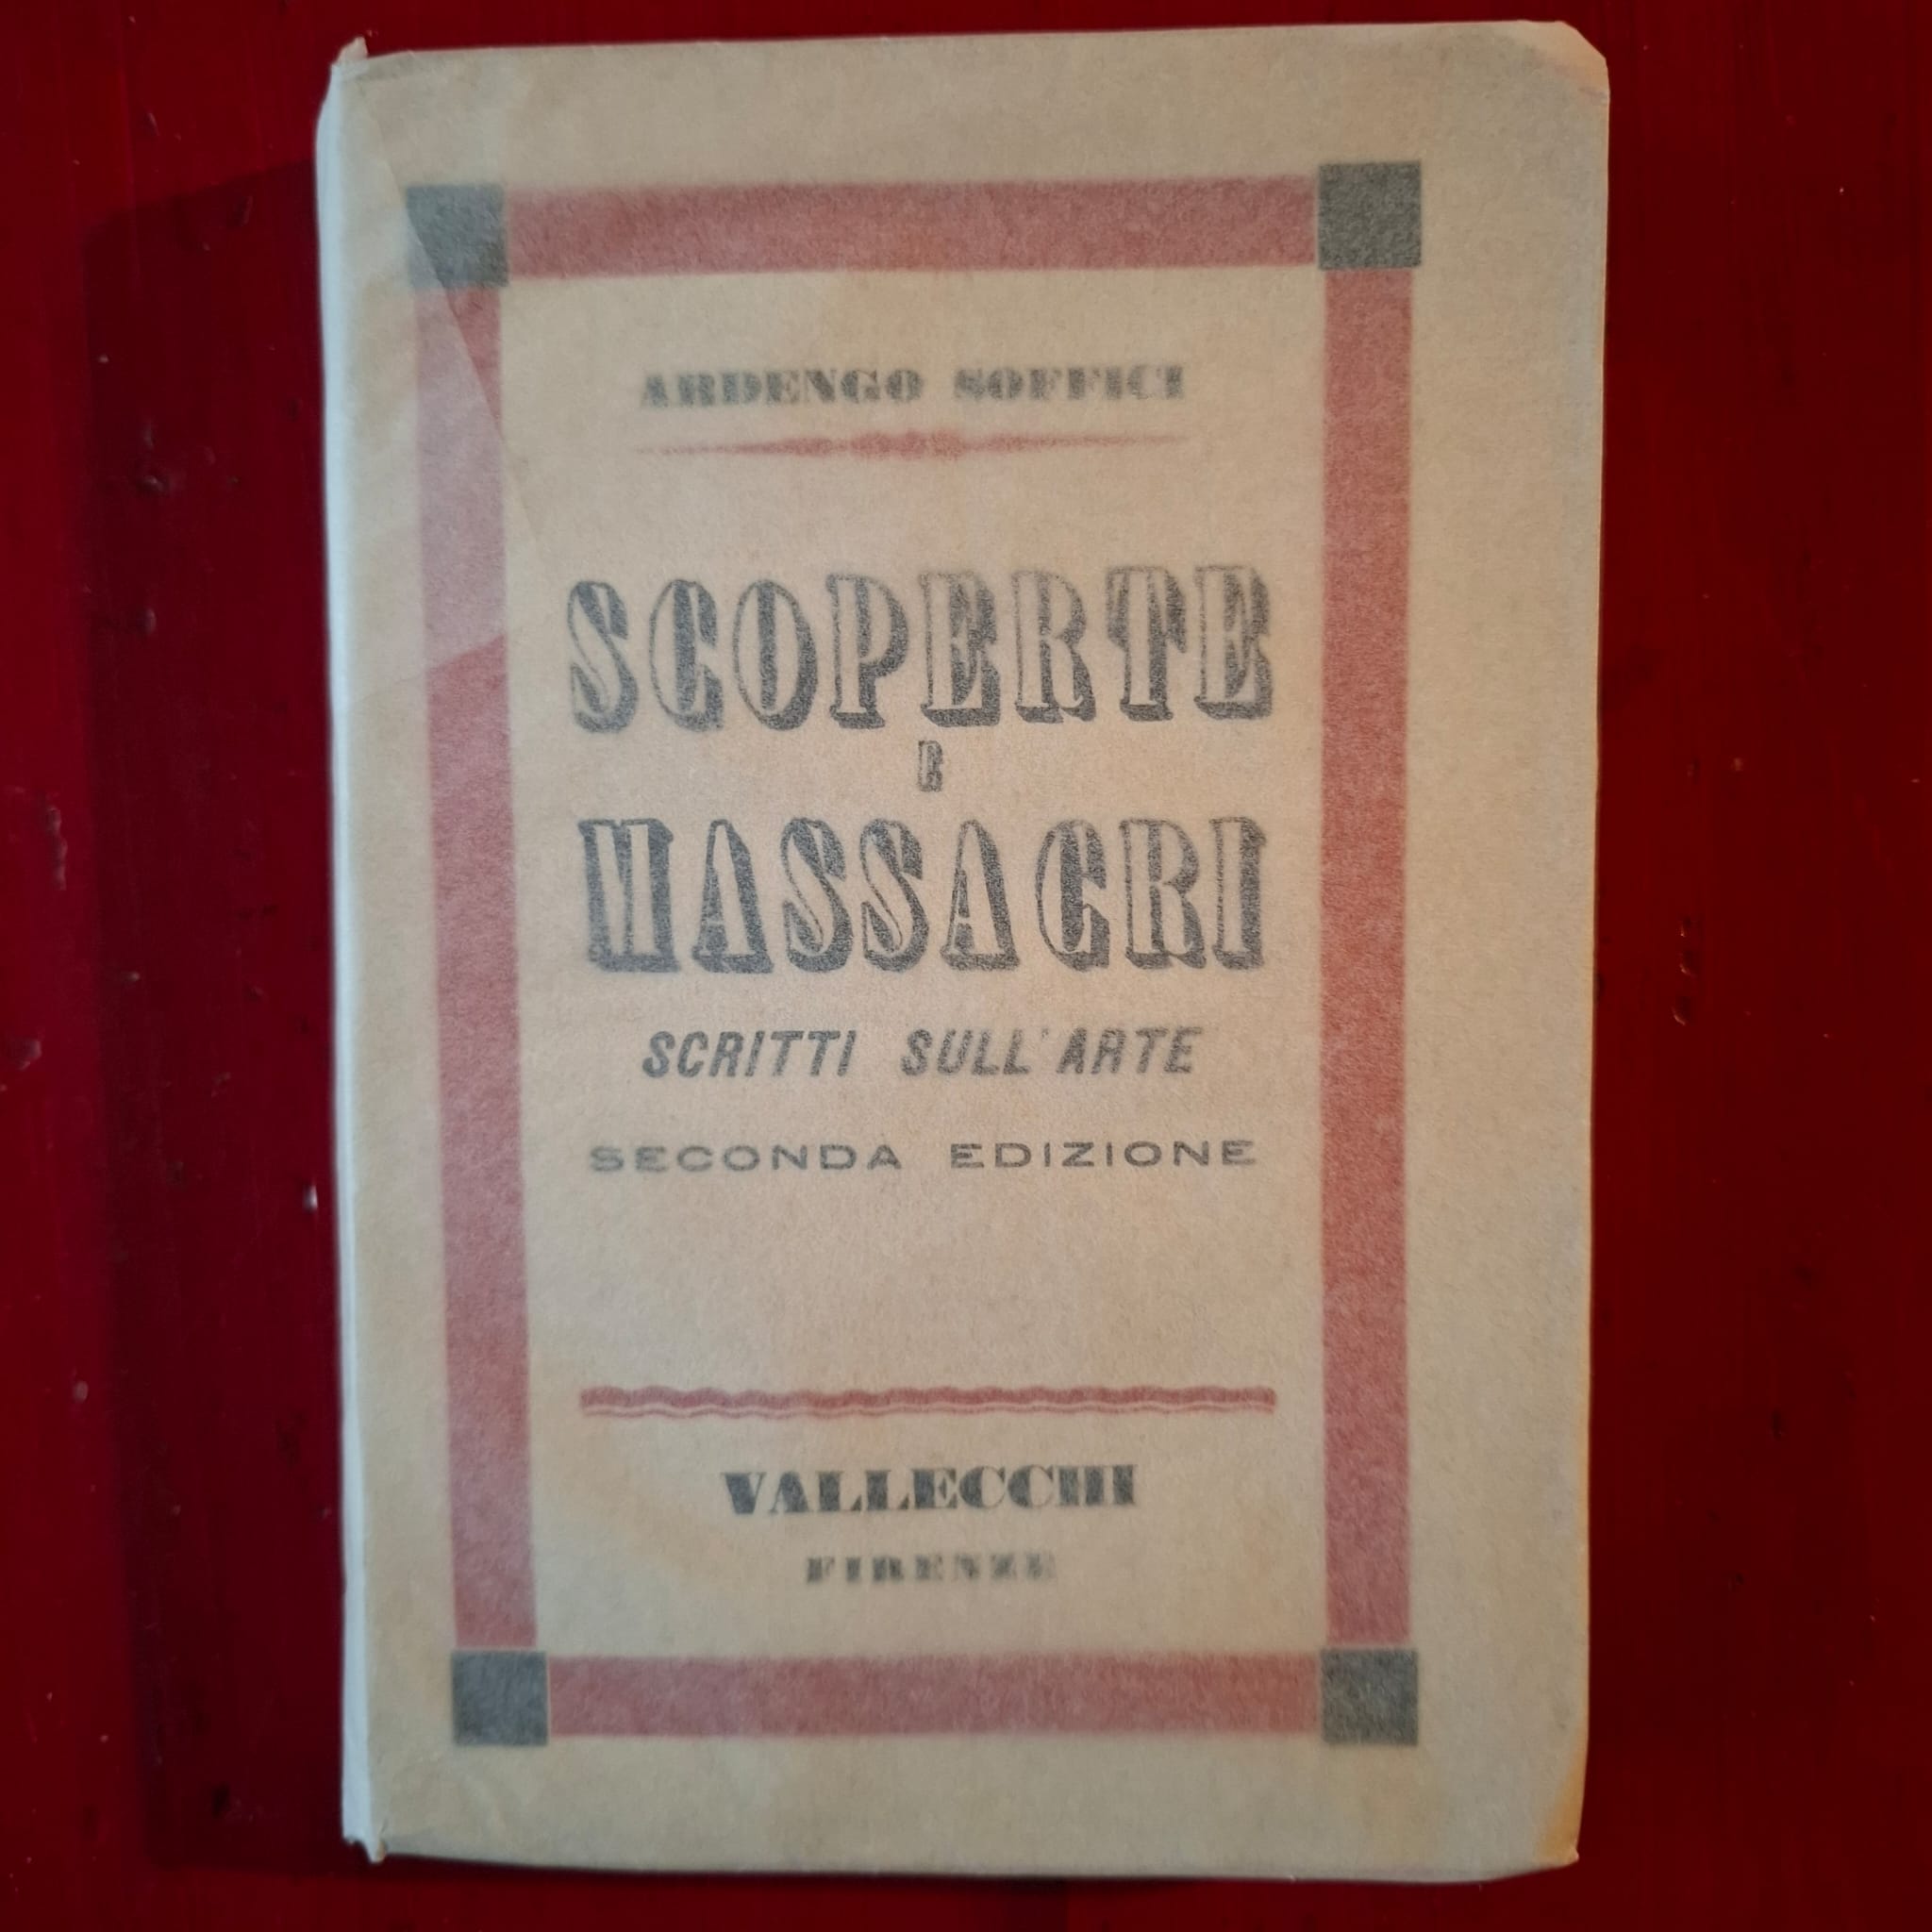 ARDENGO SOFFICI
SCOPERTE
E
MASSACRI
SCRITTI SULL'ARTE
SECONDA EDIZIONE
VALLECCHI
FIRENZE